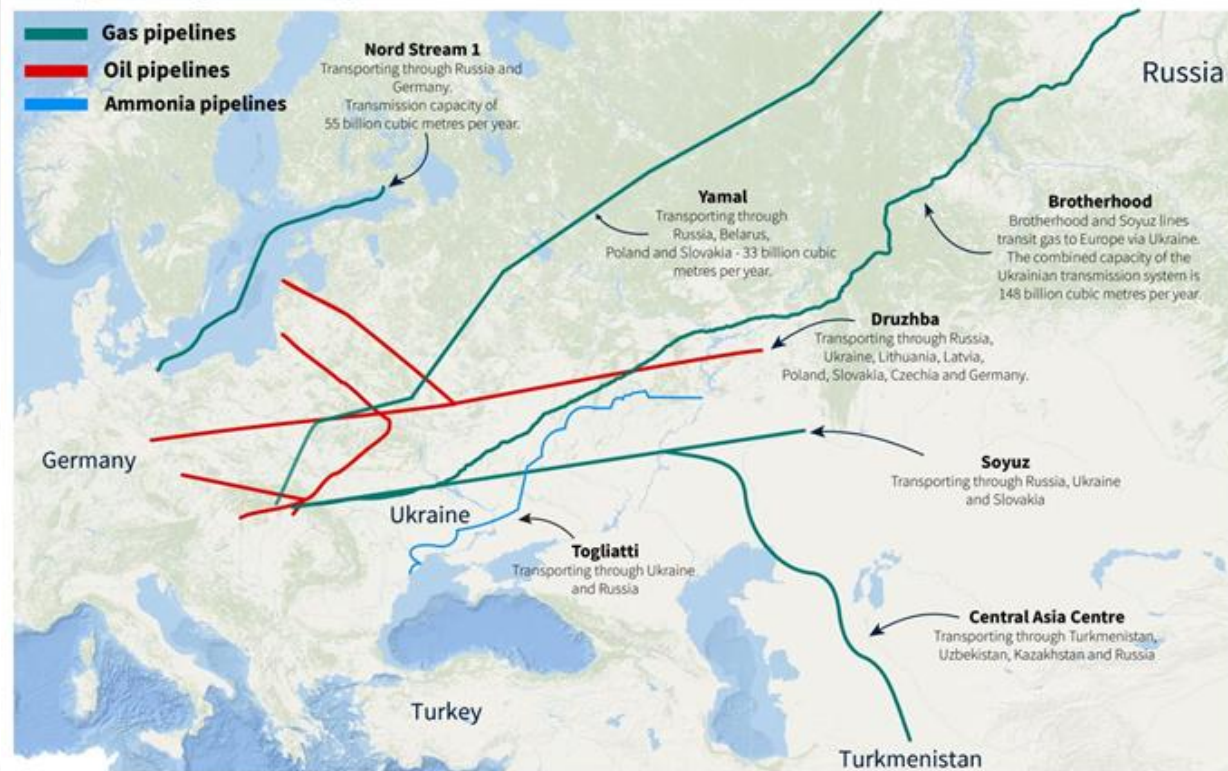 Gas pipelines
Oil pipelines
Ammonia pipelines
Nord Stream 1
Transporting through Russia and
Germany.
Transmission capacity of
55 billion cubic metres per year.
Russia
Yamal
Transporting through
Russia, Belarus,
Poland and Slovakia - 33 billion cubic
metres per year.
Brotherhood
Brotherhood and Soyuz lines
transit gas to Europe via Ukraine.
The combined capacity of the
Ukrainian transmission system is
148 billion cubic metres per year.
Druzhba
Transporting through Russia,
Ukraine, Lithuania, Latvia,
Poland, Slovakia, Czechia and Germany.
Germany
Soyuz
Transporting through Russia, Ukraine
and Slovakia
Ukraine
Togliatti
Transporting through Ukraine
and Russia
Central Asia Centre
Transporting through Turkmenistan,
Uzbekistan, Kazakhstan and Russia
Turkey
Turkmenistan